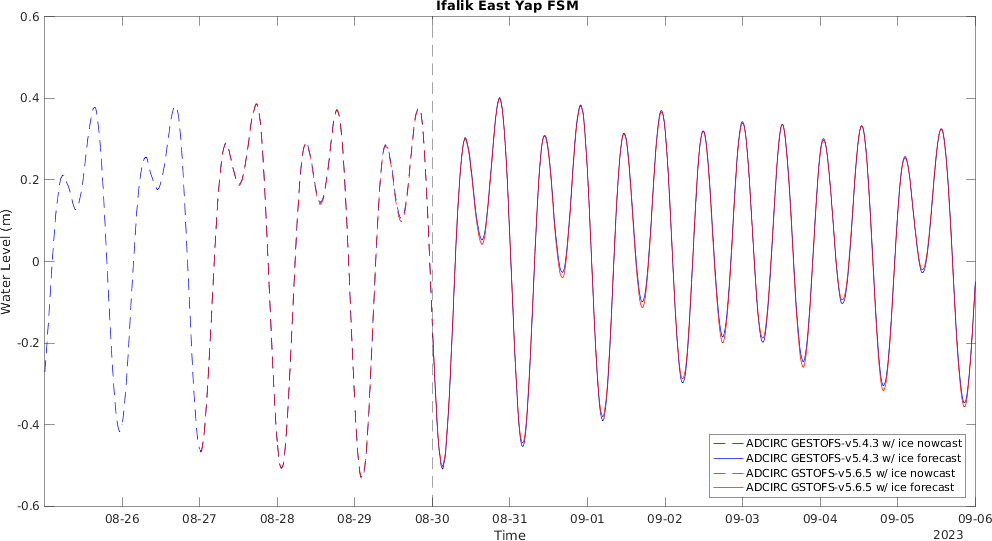 Ifalik East Yap FSM
0.6
0.4
0.2
0
-0.2
-0.4
-0.6
Water Level (m)
08-26 08-27 08-28 08-29 08-30 08-31 09-01 09-02 09-03 09-04 09-05 09-06
Time
2023
ADCIRC GESTOFS-v5.4.3 w/ ice nowcast
ADCIRC GESTOFS-v5.4.3 w/ ice forecast
ADCIRC GSTOFS-v5.6.5 w/ ice nowcast
ADCIRC GSTOFS-v5.6.5 w/ ice forecast